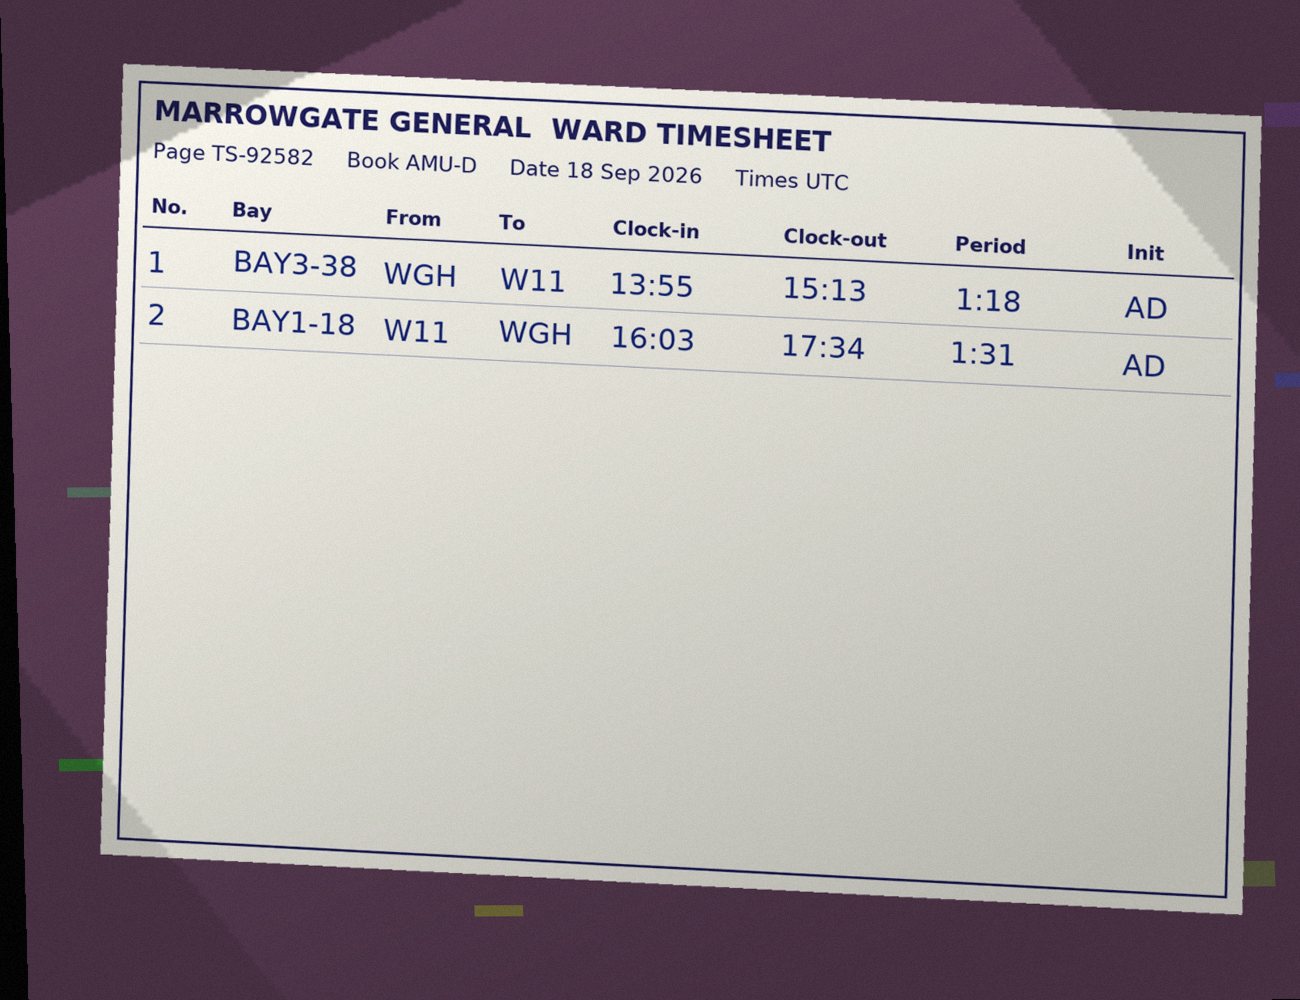 MARROWGATE GENERAL WARD TIMESHEET
Page TS-92582 Book AMU-D Date 18 Sep 2026 Times UTC
No. Bay From To Clock-in Clock-out Period Init
1 BAY3-38 WGH W11 13:55 15:13 1:18 AD
2 BAY1-18 W11 WGH 16:03 17:34 1:31 AD